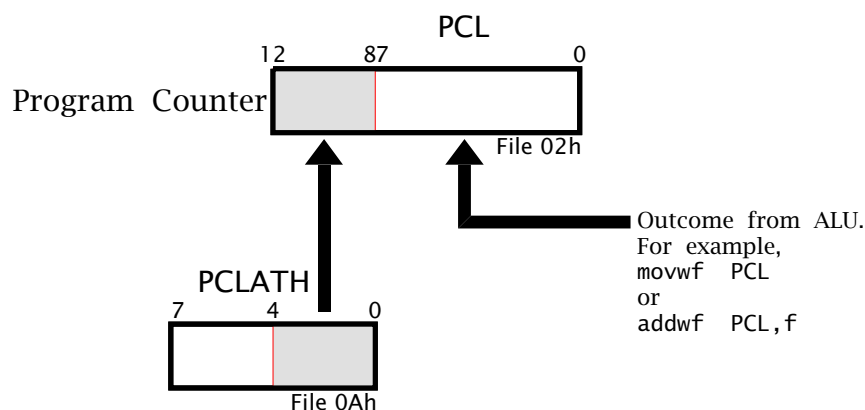 PCL
12 87 0
Program Counter
File 02h
Outcome from ALU.
For example,
movwf PCL
or
addwf PCL,f
PCLATH
7 4 0
File 0Ah